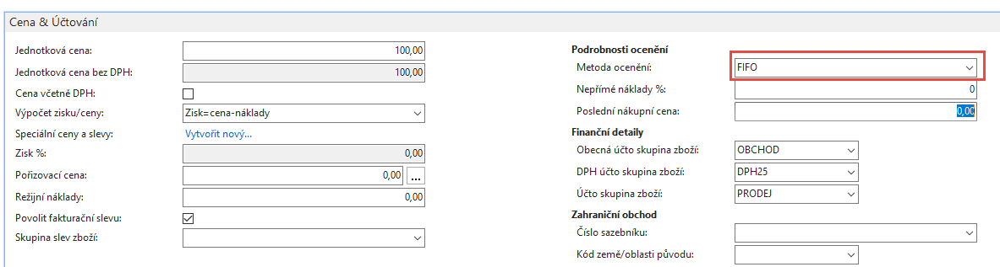 Cena & Účtování
Jednotková cena: 100,00
Jednotková cena bez DPH: 100,00
Cena včetně DPH:
Výpočet zisku/ceny: Zisk=cena-náklady
Speciální ceny a slevy: Vytvořit nový...
Zisk %: 0,00
Pořizovací cena: 0,00 ...
Režijní náklady: 0,00
Povolit fakturační slevu:
Skupina slev zboží:
Podrobnosti ocenění
Metoda ocenění: FIFO
Nepřímé náklady %: 0
Poslední nákupní cena: 0,00
Finanční detaily
Obecná účto skupina zboží: OBCHOD
DPH účto skupina zboží: DPH25
Účto skupina zboží: PRODEJ
Zahraniční obchod
Číslo sazebníku:
Kód země/oblasti původu: